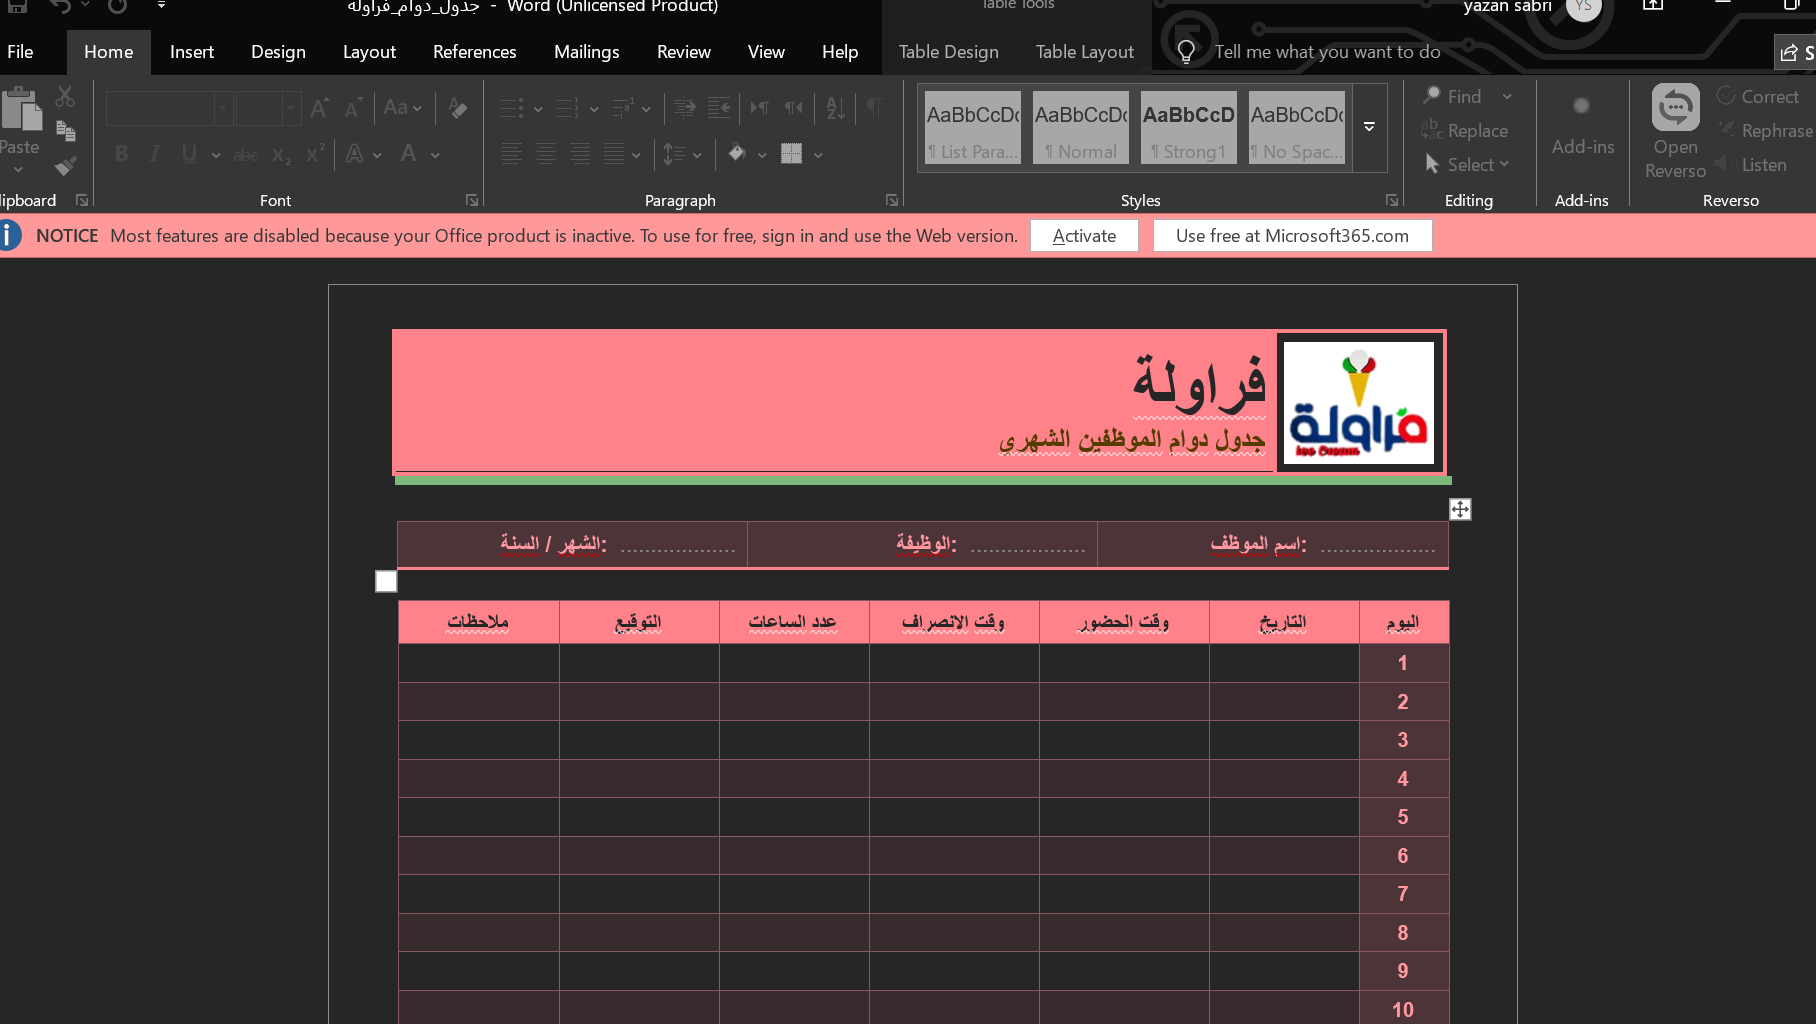 جدول_دوام_فراولة - Word (Unlicensed Product)
Table Tools
yazan sabri
YS
File Home Insert Design Layout References Mailings Review View Help Table Design Table Layout Tell me what you want to do S
Paste
Aa
B I U abc X₂ X² A A
AaBbCcDc AaBbCcDc AaBbCcD AaBbCcDc
¶ List Para... ¶ Normal ¶ Strong1 ¶ No Spac...
Find
Replace
Select
Add-ins
Open
Reverso
Correct
Rephrase
Listen
lipboard Font Paragraph Styles Editing Add-ins Reverso
NOTICE Most features are disabled because your Office product is inactive. To use for free, sign in and use the Web version. Activate Use free at Microsoft365.com
فراولة
جدول دوام الموظفين الشهري
فراولة
Ice Cream
اسم الموظف: ................... الوظيفة: ................... الشهر / السنة: ...................
اليوم التاريخ وقت الحضور وقت الانصراف عدد الساعات التوقيع ملاحظات
1
2
3
4
5
6
7
8
9
10